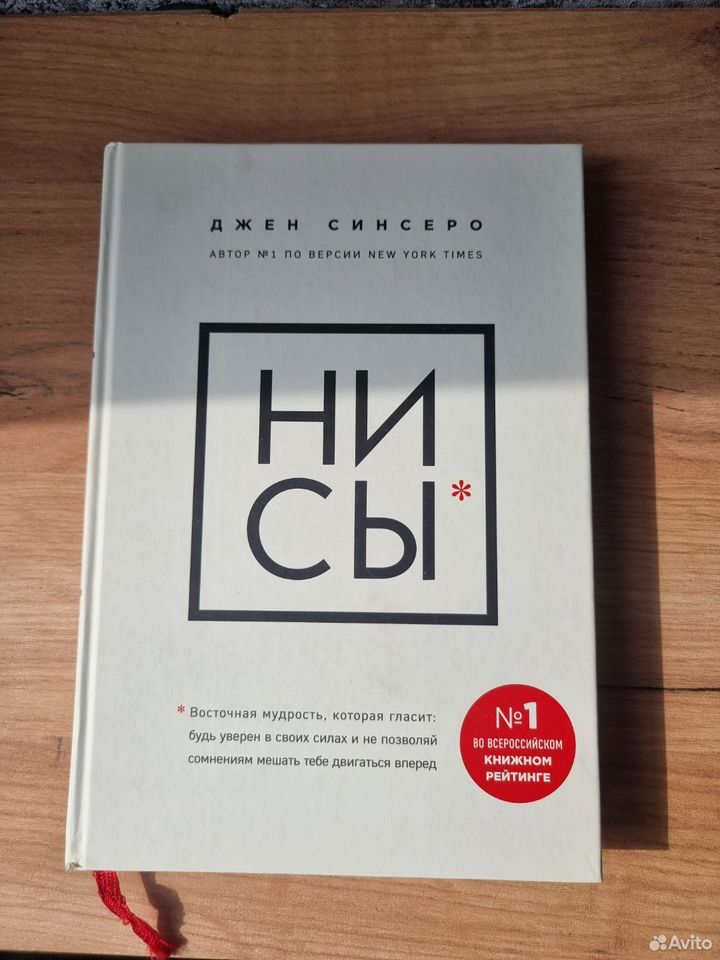 ДЖЕН СИНСЕРО
АВТОР №1 ПО ВЕРСИИ NEW YORK TIMES
НИ
СЫ*
* Восточная мудрость, которая гласит:
будь уверен в своих силах и не позволяй
сомнениям мешать тебе двигаться вперед
№1
ВО ВСЕРОССИЙСКОМ
КНИЖНОМ
РЕЙТИНГЕ
Avito